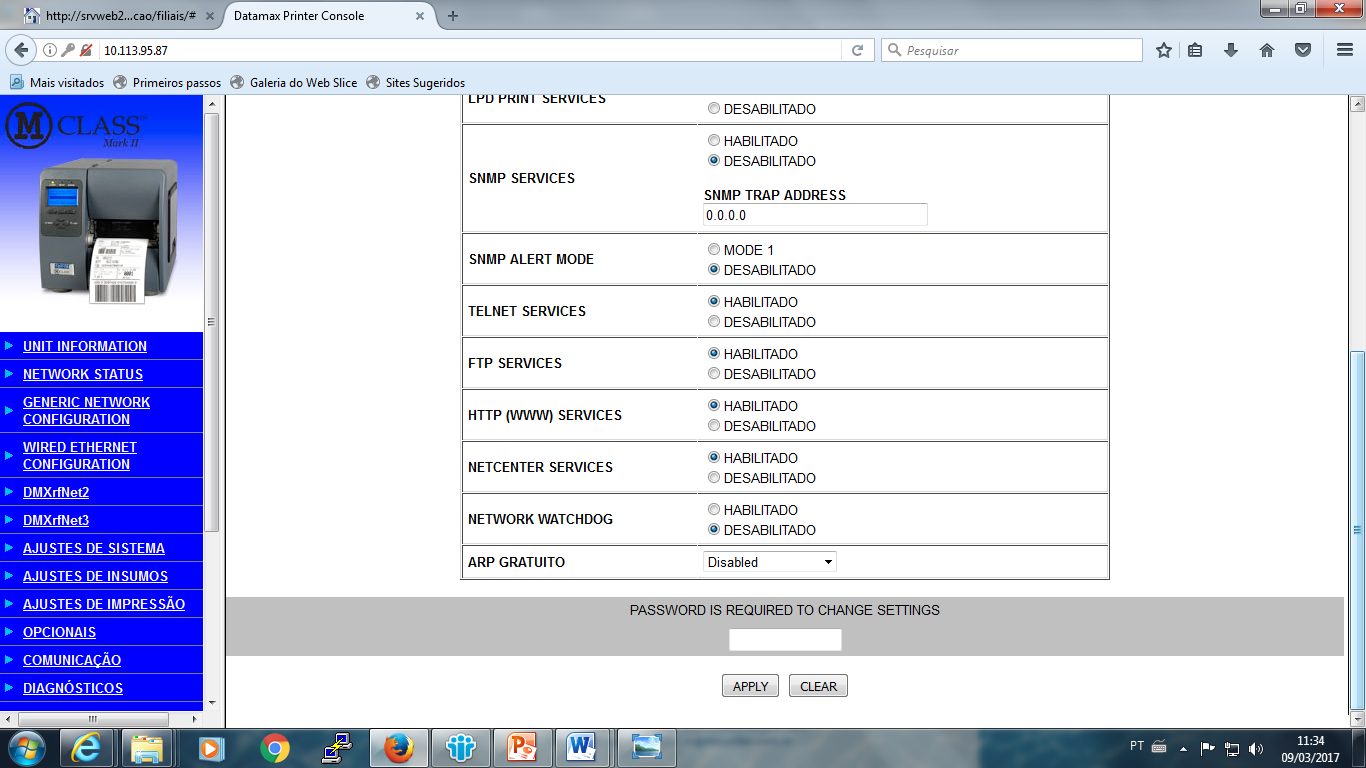 http://srvweb2...cao/filiais/#
Datamax Printer Console
10.113.95.87
Pesquisar
Mais visitados
Primeiros passos
Galeria do Web Slice
Sites Sugeridos
M CLASS™
Mark II
UNIT INFORMATION
NETWORK STATUS
GENERIC NETWORK
CONFIGURATION
WIRED ETHERNET
CONFIGURATION
DMXrfNet2
DMXrfNet3
AJUSTES DE SISTEMA
AJUSTES DE INSUMOS
AJUSTES DE IMPRESSÃO
OPCIONAIS
COMUNICAÇÃO
DIAGNÓSTICOS
LPD PRINT SERVICES
DESABILITADO
SNMP SERVICES
HABILITADO
DESABILITADO
SNMP TRAP ADDRESS
0.0.0.0
SNMP ALERT MODE
MODE 1
DESABILITADO
TELNET SERVICES
HABILITADO
DESABILITADO
FTP SERVICES
HABILITADO
DESABILITADO
HTTP (WWW) SERVICES
HABILITADO
DESABILITADO
NETCENTER SERVICES
HABILITADO
DESABILITADO
NETWORK WATCHDOG
HABILITADO
DESABILITADO
ARP GRATUITO
Disabled
PASSWORD IS REQUIRED TO CHANGE SETTINGS
APPLY
CLEAR
PT
11:34
09/03/2017